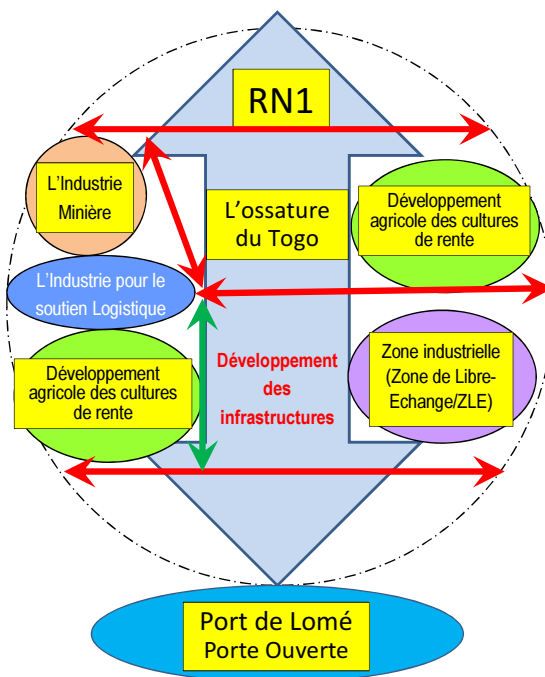 RN1
L'Industrie
Minière
L'ossature
du Togo
Développement
agricole des cultures
de rente
L'Industrie pour le
soutien Logistique
Développement
des
infrastructures
Zone industrielle
(Zone de Libre-
Echange/ZLE)
Développement
agricole des cultures
de rente
Port de Lomé
Porte Ouverte